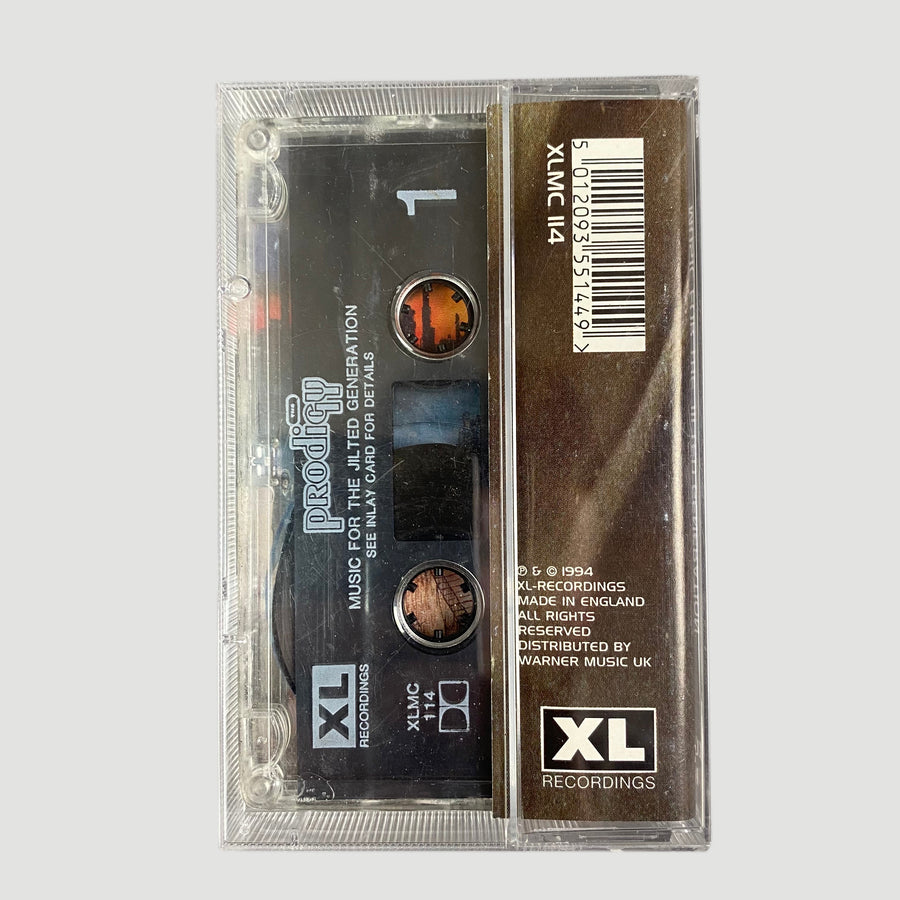 1
THE
PRODIGY
MUSIC FOR THE JILTED GENERATION
SEE INLAY CARD FOR DETAILS
XL
RECORDINGS
XLMC
114
XLMC 114
5 012093 551449 >
℗ & © 1994
XL-RECORDINGS
MADE IN ENGLAND
ALL RIGHTS
RESERVED
DISTRIBUTED BY
WARNER MUSIC UK
XL
RECORDINGS